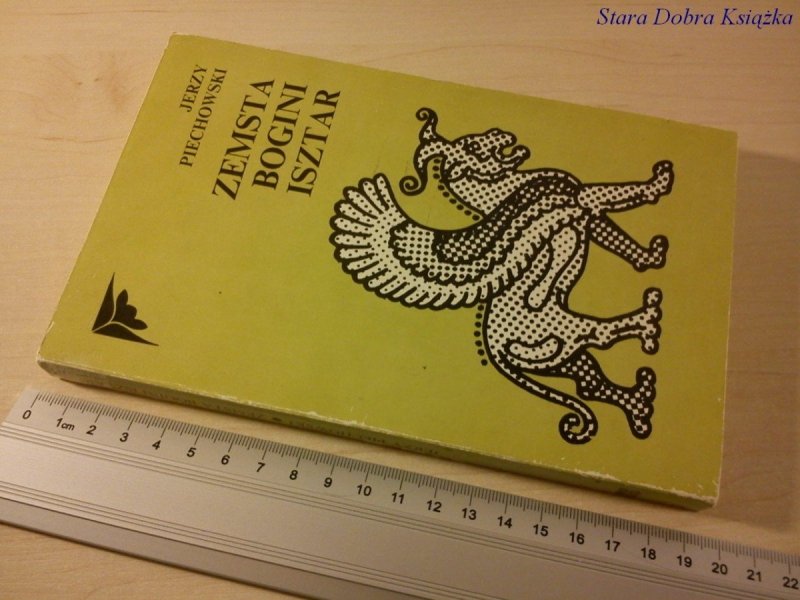 Stara Dobra Książka
JERZY
PIECHOWSKI
ZEMSTA
BOGINI
ISZTAR
0 1cm 2 3 4 5 6 7 8 9 10 11 12 13 14 15 16 17 18 19 20 21 22